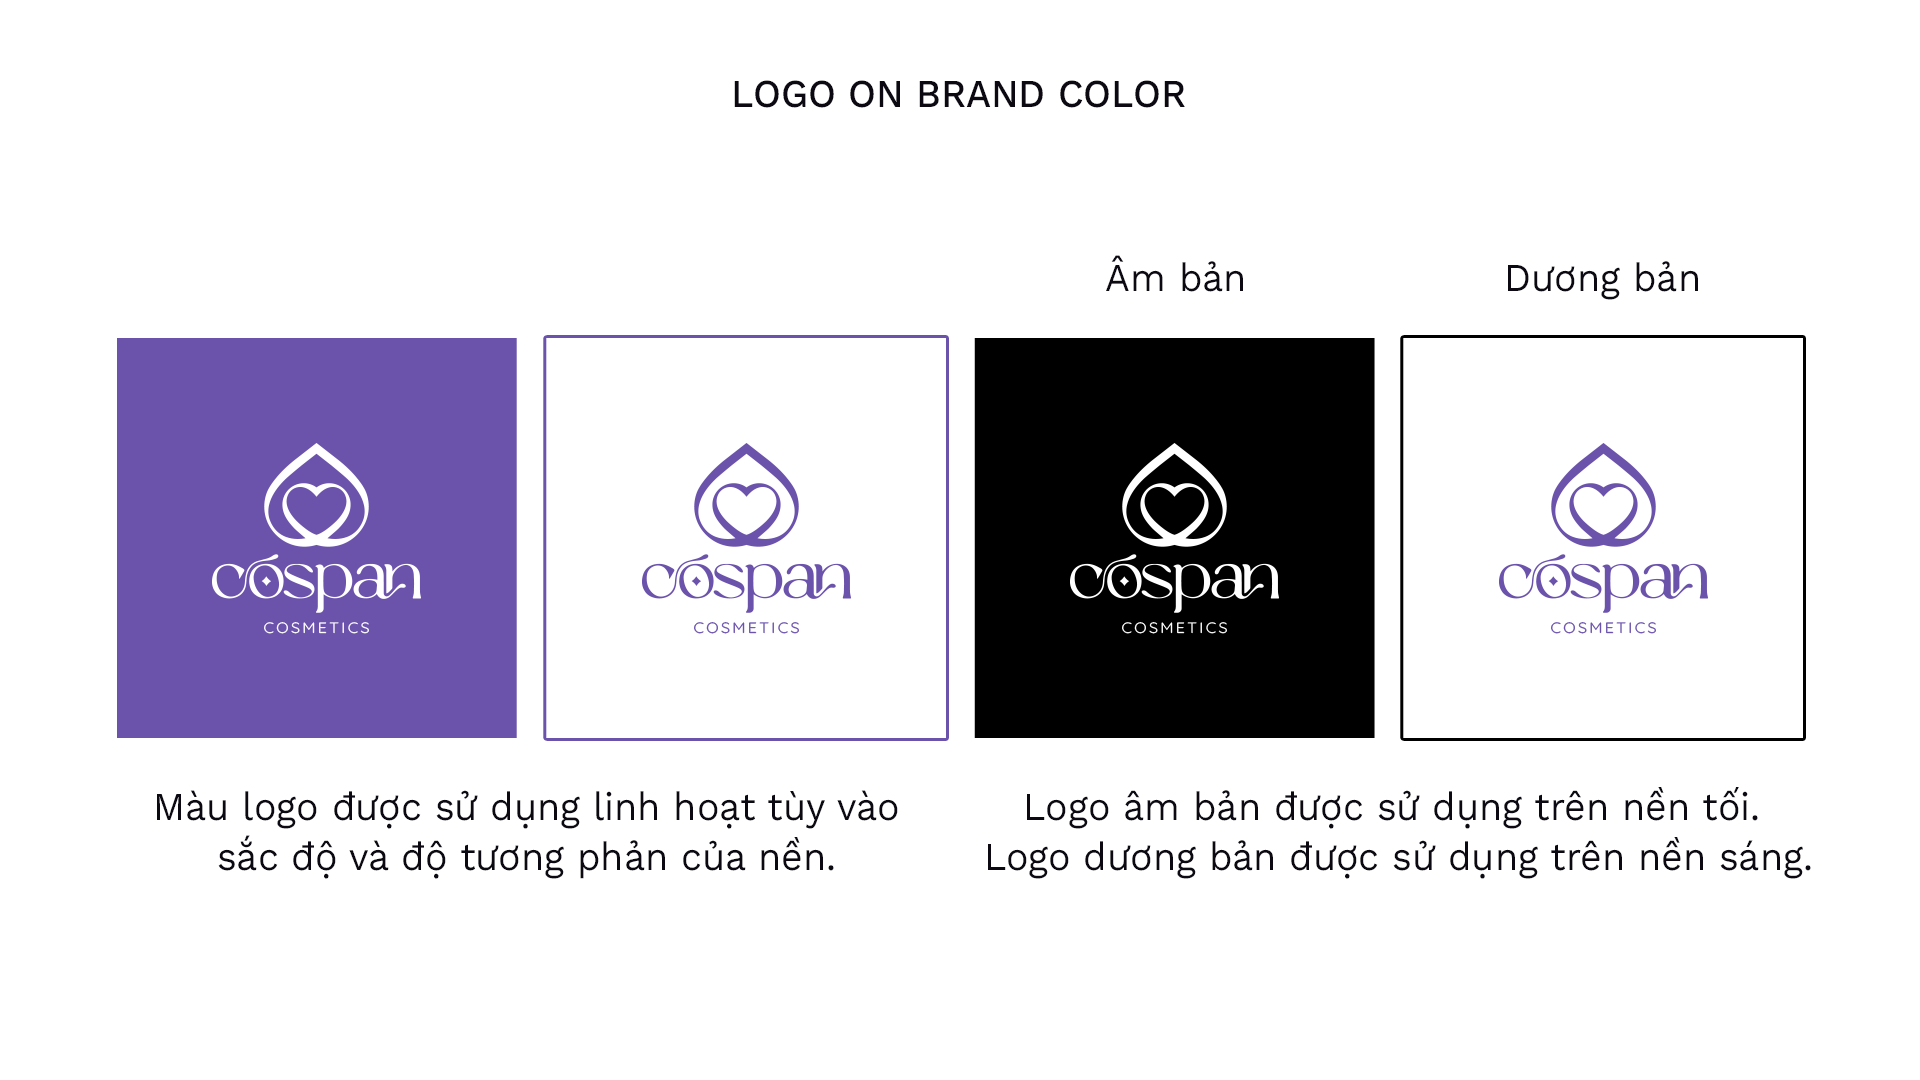 LOGO ON BRAND COLOR
Âm bản
Dương bản
cóspan
COSMETICS
cóspan
COSMETICS
cóspan
COSMETICS
cóspan
COSMETICS
Màu logo được sử dụng linh hoạt tùy vào
sắc độ và độ tương phản của nền.
Logo âm bản được sử dụng trên nền tối.
Logo dương bản được sử dụng trên nền sáng.